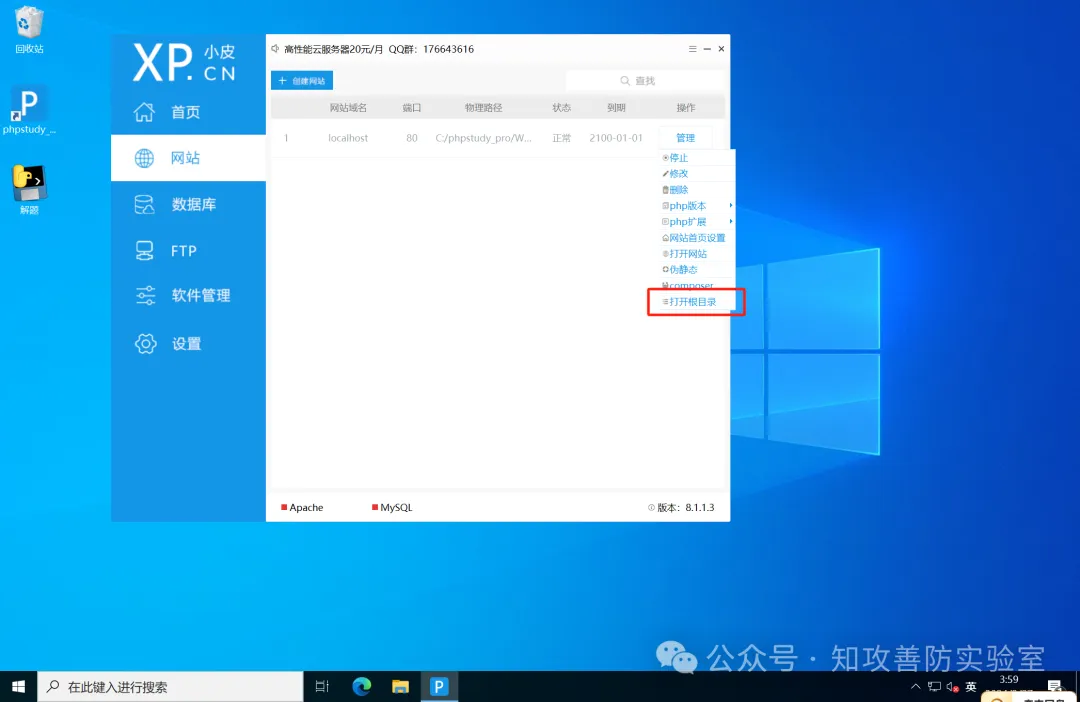 回收站
phpstudy_...
解题
XP. 小皮
CN
首页
网站
数据库
FTP
软件管理
设置
高性能云服务器20元/月 QQ群：176643616
创建网站
查找
网站域名 端口 物理路径 状态 到期 操作
1 localhost 80 C:/phpstudy_pro/W... 正常 2100-01-01 管理
停止
修改
删除
php版本
php扩展
网站首页设置
打开网站
伪静态
composer
打开根目录
Apache MySQL 版本：8.1.1.3
公众号 · 知攻善防实验室
在此键入进行搜索
英
3:59